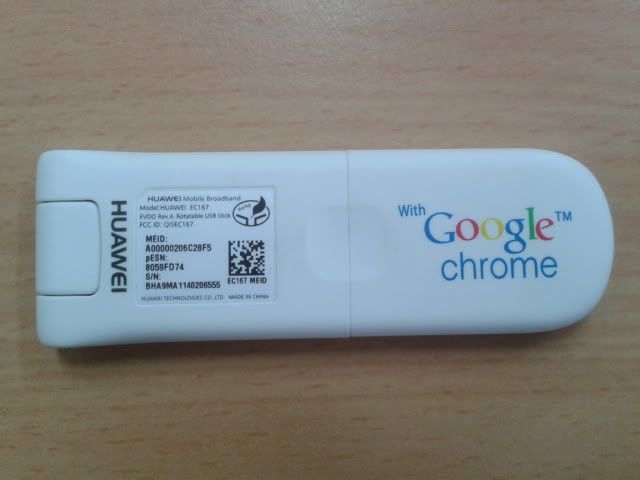 HUAWEI
HUAWEI Mobile Broadband
Model:HUAWEI EC167
EVDO Rev.A Rotatable USB Stick
FCC ID: QISEC167
MEID:
A00000206C28F5
pESN:
8059FD74
S/N:
BHA9MA1140206555
EC167 MEID
HUAWEI TECHNOLOGIES CO.,LTD. MADE IN CHINA
RoHS
With
Google™
chrome